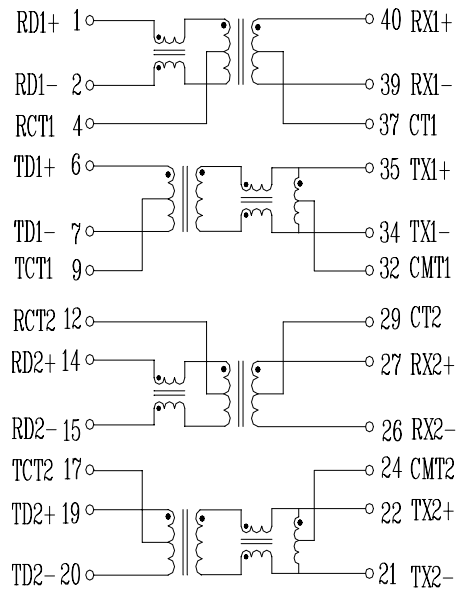 RD1+ 1 40 RX1+
RD1- 2 39 RX1-
RCT1 4 37 CT1
TD1+ 6 35 TX1+
TD1- 7 34 TX1-
TCT1 9 32 CMT1
RCT2 12 29 CT2
RD2+ 14 27 RX2+
RD2- 15 26 RX2-
TCT2 17 24 CMT2
TD2+ 19 22 TX2+
TD2- 20 21 TX2-